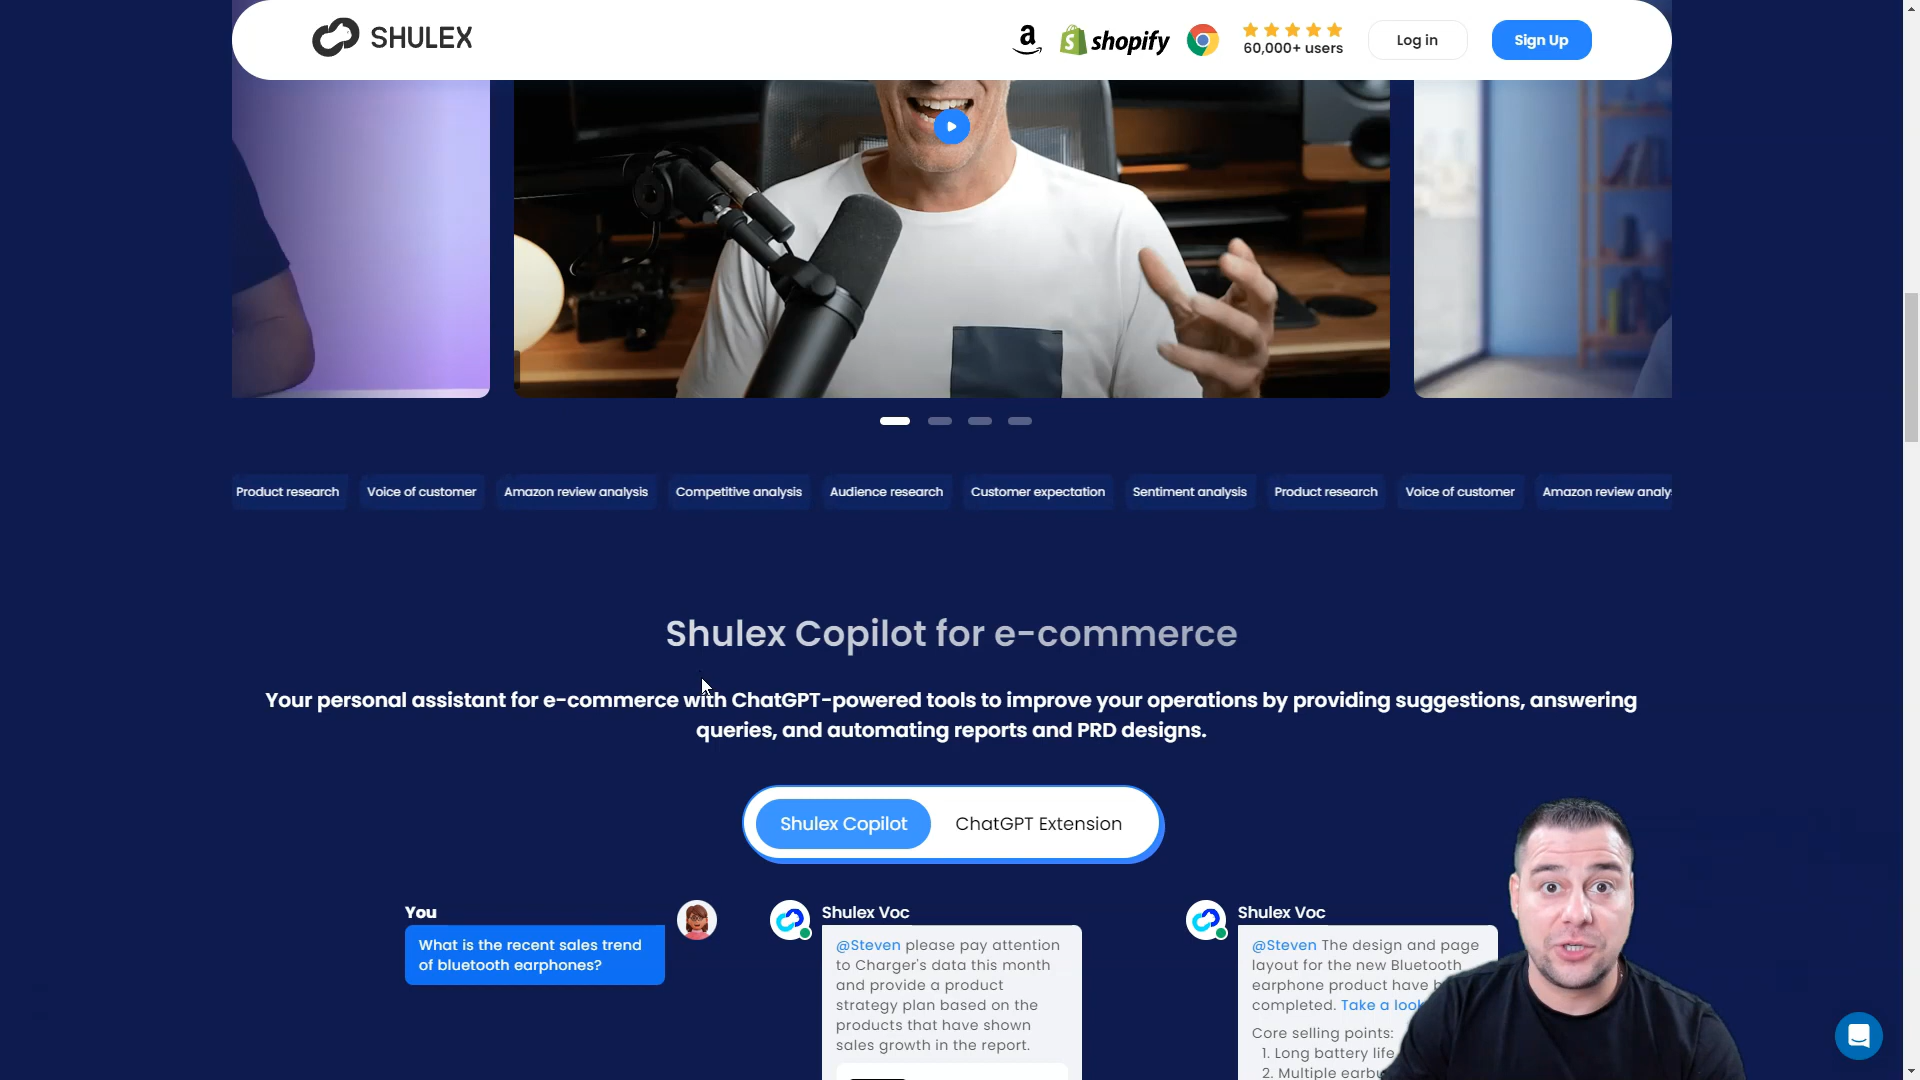 SHULEX
shopify
60,000+ users
Log in
Sign Up
Product research
Voice of customer
Amazon review analysis
Competitive analysis
Audience research
Customer expectation
Sentiment analysis
Product research
Voice of customer
Amazon review analy
Shulex Copilot for e-commerce
Your personal assistant for e-commerce with ChatGPT-powered tools to improve your operations by providing suggestions, answering
queries, and automating reports and PRD designs.
Shulex Copilot
ChatGPT Extension
You
What is the recent sales trend
of bluetooth earphones?
Shulex Voc
@Steven please pay attention
to Charger's data this month
and provide a product
strategy plan based on the
products that have shown
sales growth in the report.
Shulex Voc
@Steven The design and page
layout for the new Bluetooth
earphone product have
completed. Take a look
Core selling points:
1. Long battery life
2. Multiple